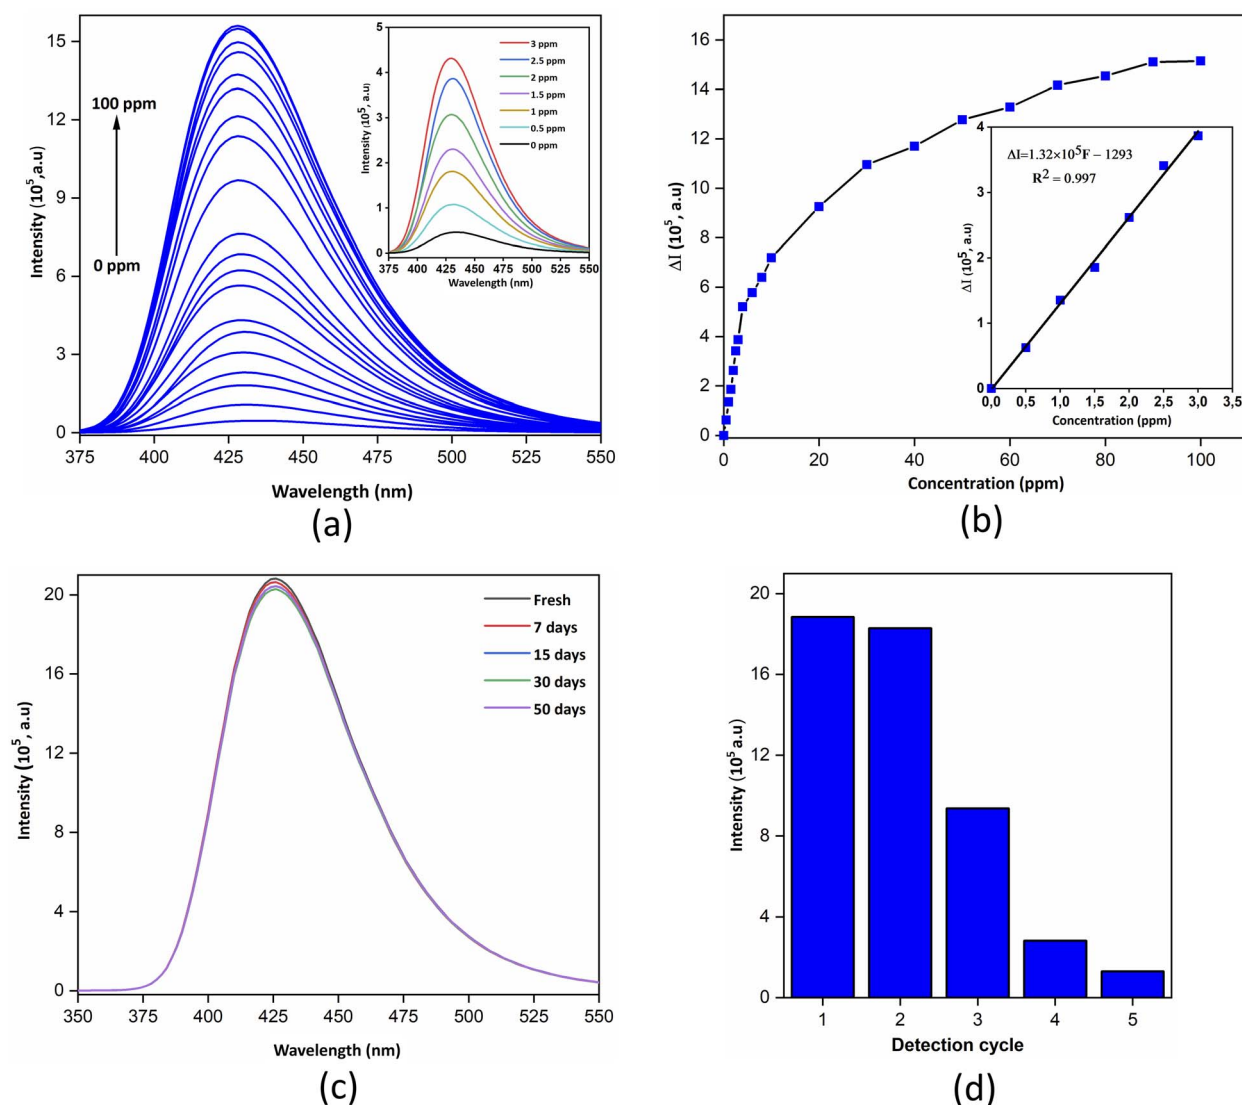 15
12
9
6
3
0
Intensity (10⁵,a.u)
100 ppm
0 ppm
375 400 425 450 475 500 525 550
Wavelength (nm)
5
4
3
2
1
0
Intensity (10⁵, a.u)
3 ppm
2.5 ppm
2 ppm
1.5 ppm
1 ppm
0.5 ppm
0 ppm
375 400 425 450 475 500 525 550
Wavelength (nm)
(a)
16
14
12
10
8
6
4
2
0
ΔI (10⁵, a.u)
0 20 40 60 80 100
Concentration (ppm)
4
3
2
1
0
ΔI (10⁵, a.u)
ΔI=1.32×10⁵F – 1293
R² = 0.997
0,0 0,5 1,0 1,5 2,0 2,5 3,0 3,5
Concentration (ppm)
(b)
20
16
12
8
4
0
Intensity (10⁵, a.u)
Fresh
7 days
15 days
30 days
50 days
350 375 400 425 450 475 500 525 550
Wavelength (nm)
(c)
20
16
12
8
4
0
Intensity (10⁵ a.u)
1 2 3 4 5
Detection cycle
(d)